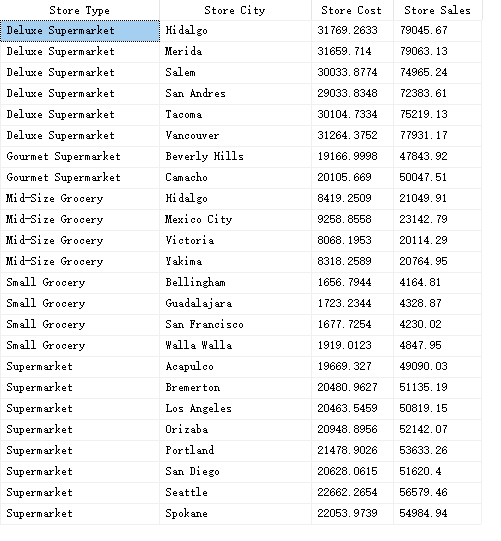 Store Type Store City Store Cost Store Sales
Deluxe Supermarket Hidalgo 31769.2633 79045.67
Deluxe Supermarket Merida 31659.714 79063.13
Deluxe Supermarket Salem 30033.8774 74965.24
Deluxe Supermarket San Andres 29033.8348 72383.61
Deluxe Supermarket Tacoma 30104.7334 75219.13
Deluxe Supermarket Vancouver 31264.3752 77931.17
Gourmet Supermarket Beverly Hills 19166.9998 47843.92
Gourmet Supermarket Camacho 20105.669 50047.51
Mid-Size Grocery Hidalgo 8419.2509 21049.91
Mid-Size Grocery Mexico City 9258.8558 23142.79
Mid-Size Grocery Victoria 8068.1953 20114.29
Mid-Size Grocery Yakima 8318.2589 20764.95
Small Grocery Bellingham 1656.7944 4164.81
Small Grocery Guadalajara 1723.2344 4328.87
Small Grocery San Francisco 1677.7254 4230.02
Small Grocery Walla Walla 1919.0123 4847.95
Supermarket Acapulco 19669.327 49090.03
Supermarket Bremerton 20480.9627 51135.19
Supermarket Los Angeles 20463.5459 50819.15
Supermarket Orizaba 20948.8956 52142.07
Supermarket Portland 21478.9026 53633.26
Supermarket San Diego 20628.0615 51620.4
Supermarket Seattle 22662.2654 56579.46
Supermarket Spokane 22053.9739 54984.94